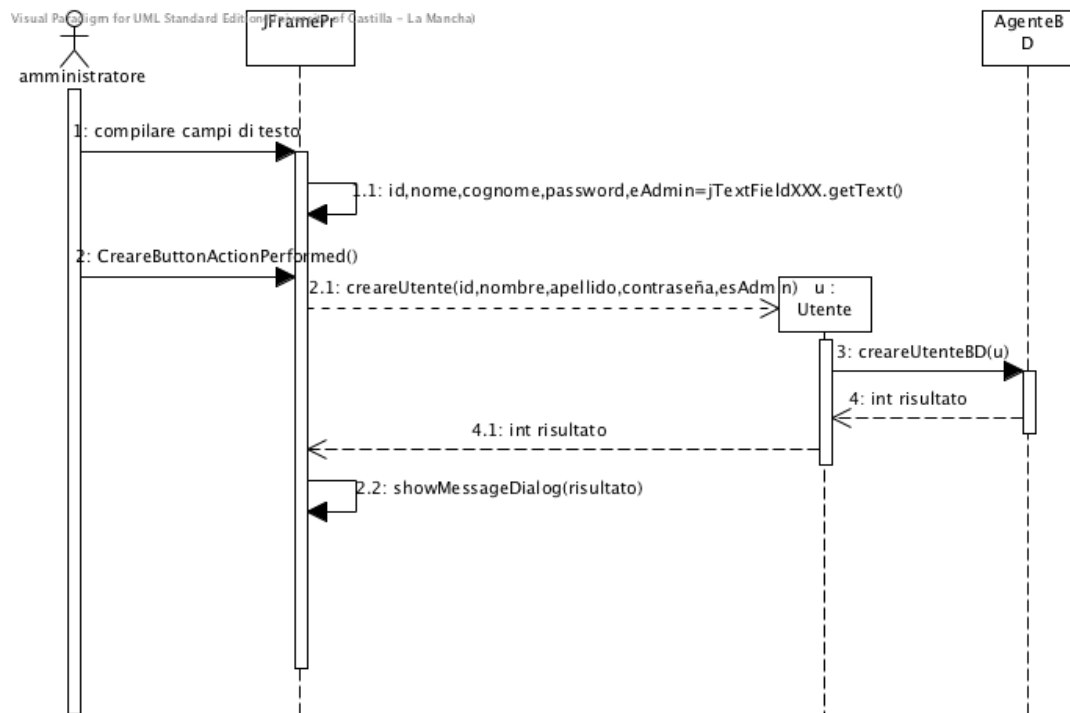 Visual Paradigm for UML Standard Edition(University of Castilla - La Mancha)
JFramePr
AgenteB
D
amministratore
1: compilare campi di testo
1.1: id,nome,cognome,password,eAdmin=jTextFieldXXX.getText()
2: CreareButtonActionPerformed()
2.1: creareUtente(id,nombre,apellido,contraseña,esAdmin)
u :
Utente
3: creareUtenteBD(u)
4: int risultato
4.1: int risultato
2.2: showMessageDialog(risultato)